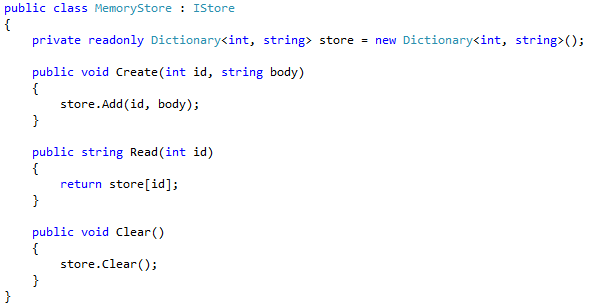 public class MemoryStore : IStore
{
    private readonly Dictionary<int, string> store = new Dictionary<int, string>();

    public void Create(int id, string body)
    {
        store.Add(id, body);
    }

    public string Read(int id)
    {
        return store[id];
    }

    public void Clear()
    {
        store.Clear();
    }
}